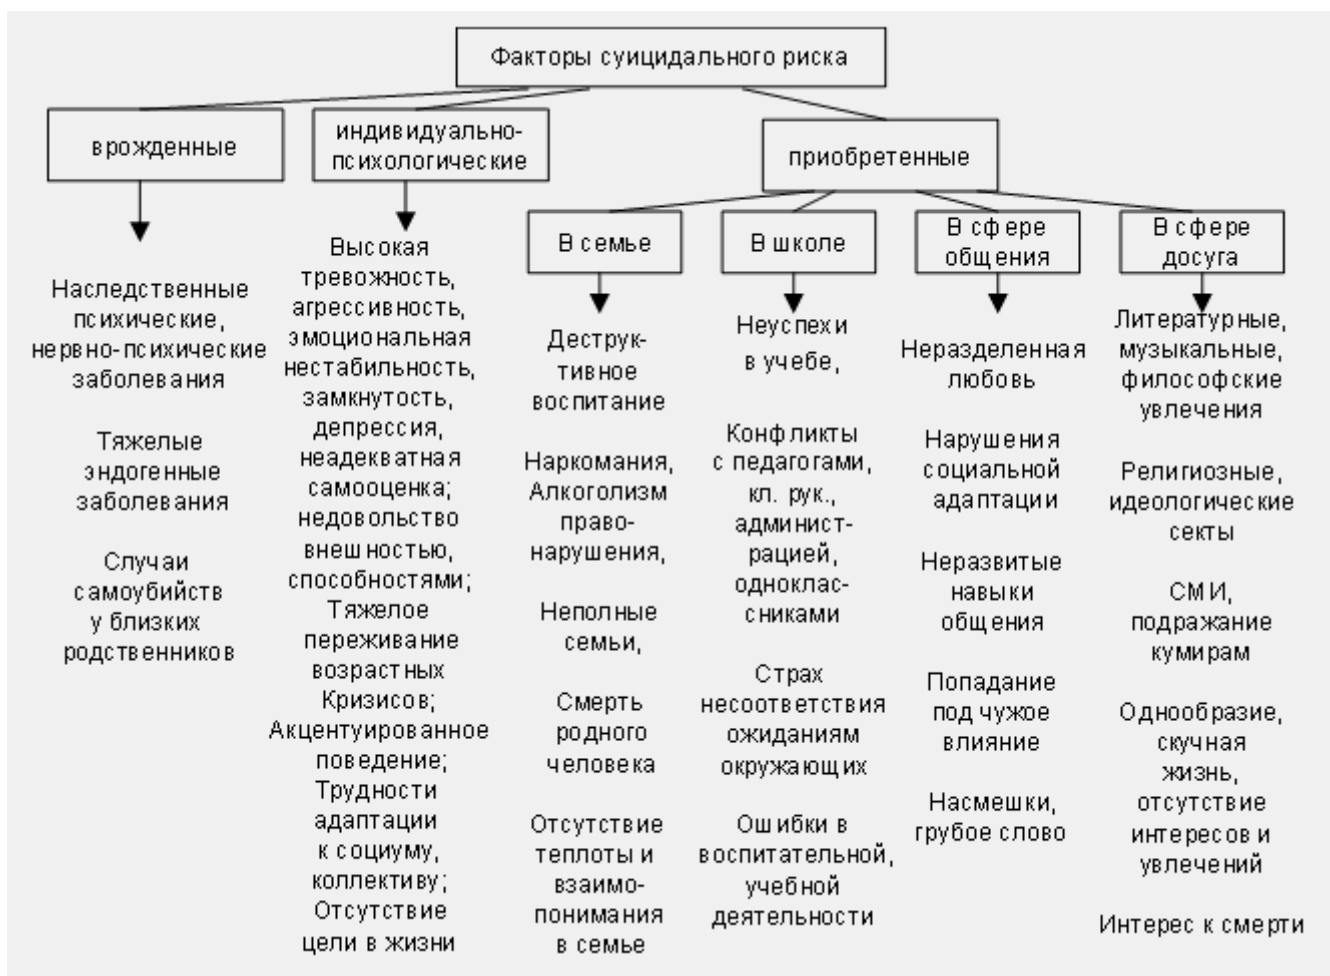 Факторы суицидального риска
врожденные
индивидуально-
психологические
приобретенные
В семье
В школе
В сфере
общения
В сфере
досуга
Наследственные
психические,
нервно-психические
заболевания
Тяжелые
эндогенные
заболевания
Случаи
самоубийств
у близких
родственников
Высокая
тревожность,
агрессивность,
эмоциональная
нестабильность,
замкнутость,
депрессия,
неадекватная
самооценка;
недовольство
внешностью,
способностями;
Тяжелое
переживание
возрастных
Кризисов;
Акцентуированное
поведение;
Трудности
адаптации
к социуму,
коллективу;
Отсутствие
цели в жизни
Деструк-
тивное
воспитание
Наркомания,
Алкоголизм
право-
нарушения,
Неполные
семьи,
Смерть
родного
человека
Отсутствие
теплоты и
взаимо-
понимания
в семье
Неуспехи
в учебе,
Конфликты
с педагогами,
кл. рук.,
админист-
рацией,
одноклас-
сниками
Страх
несоответствия
ожиданиям
окружающих
Ошибки в
воспитательной,
учебной
деятельности
Неразделенная
любовь
Нарушения
социальной
адаптации
Неразвитые
навыки
общения
Попадание
под чужое
влияние
Насмешки,
грубое слово
Литературные,
музыкальные,
философские
увлечения
Религиозные,
идеологические
секты
СМИ,
подражание
кумирам
Однообразие,
скучная
жизнь,
отсутствие
интересов и
увлечений
Интерес к смерти